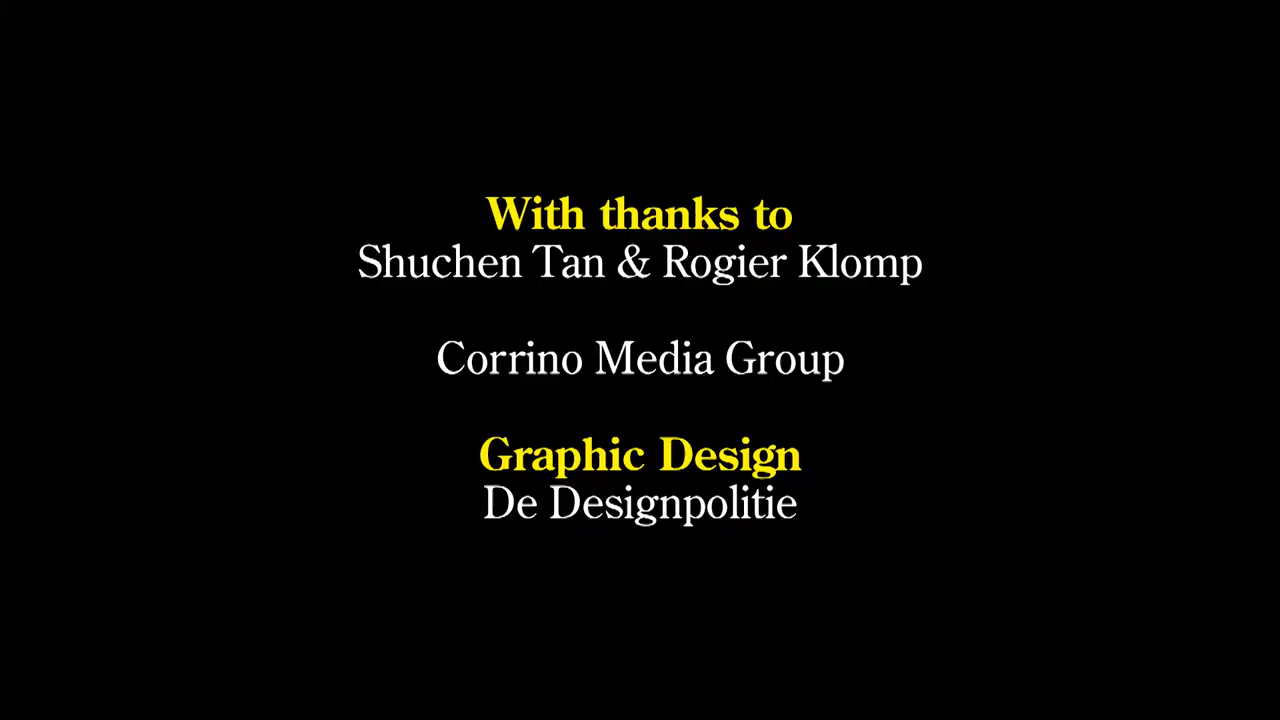 With thanks to
Shuchen Tan & Rogier Klomp
Corrino Media Group
Graphic Design
De Designpolitie